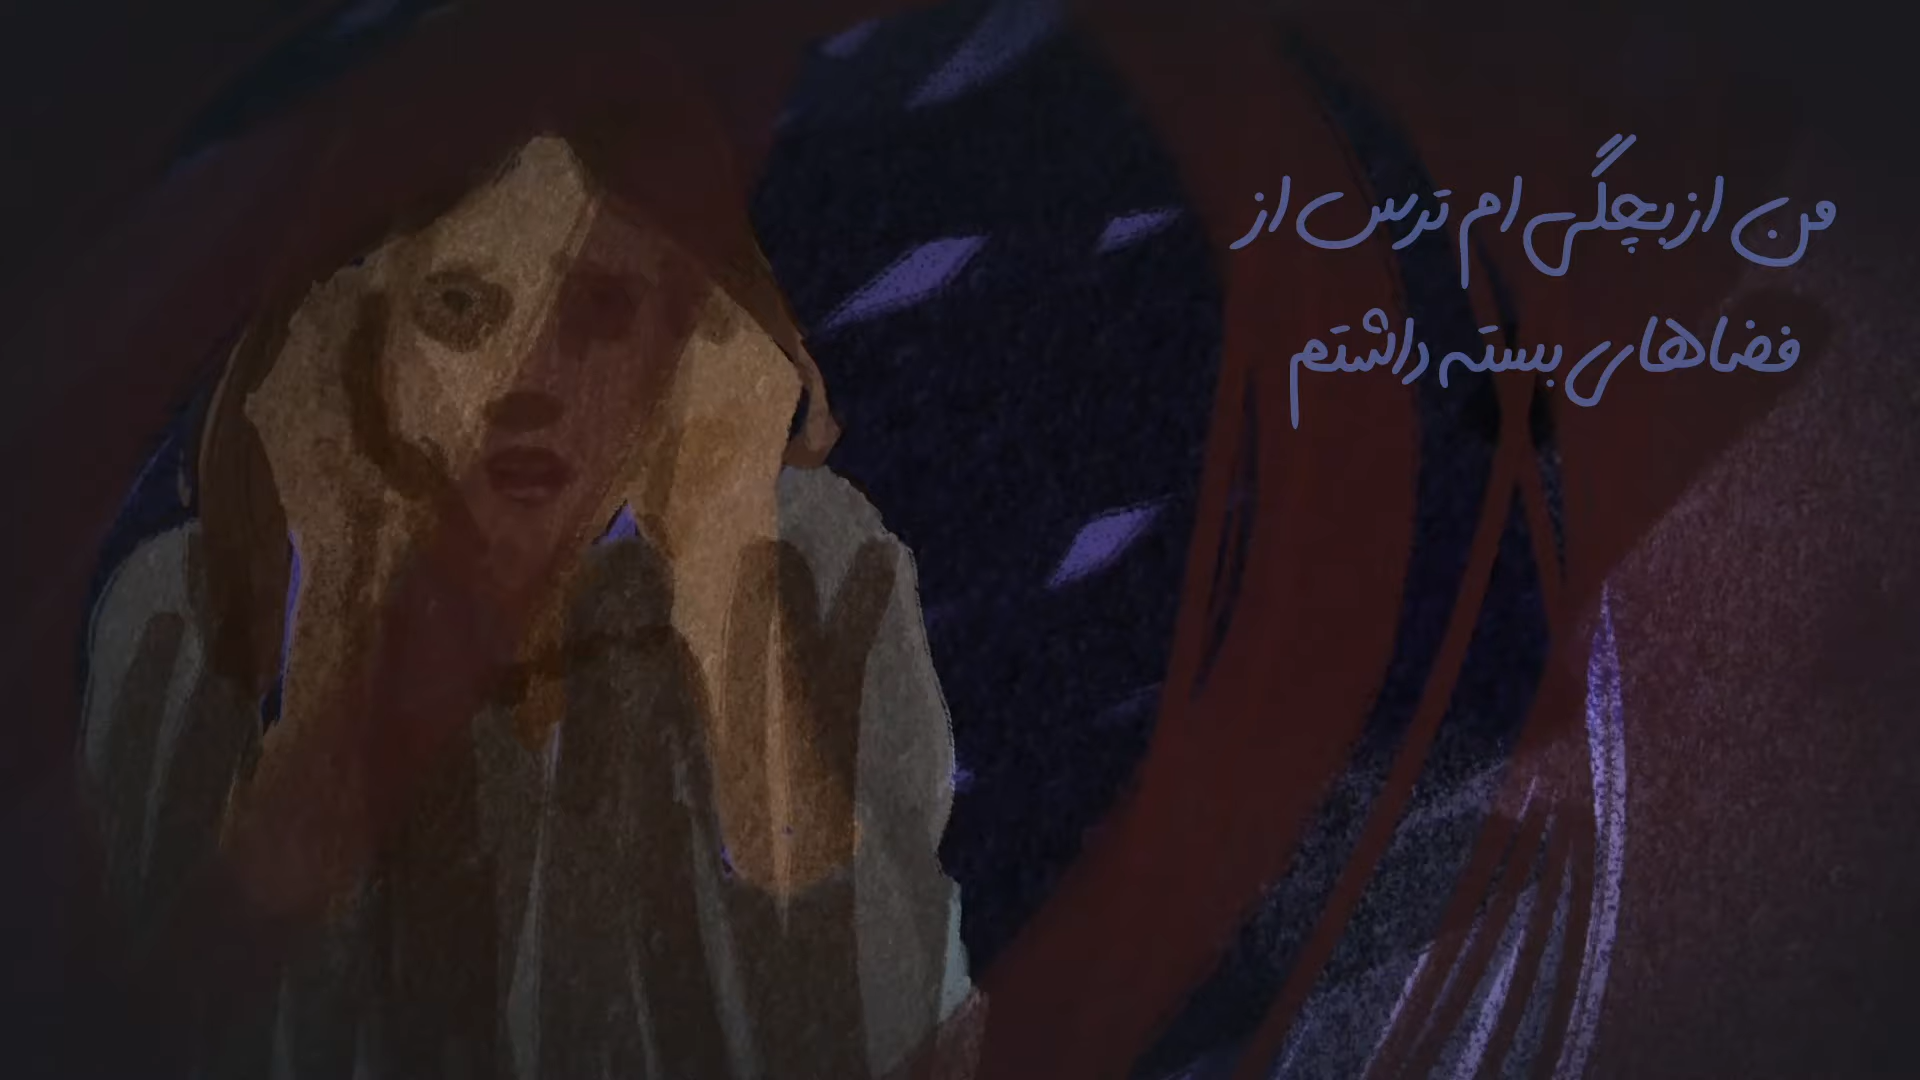 من از بچگی ام ترس از
فضاهای بسته داشتم